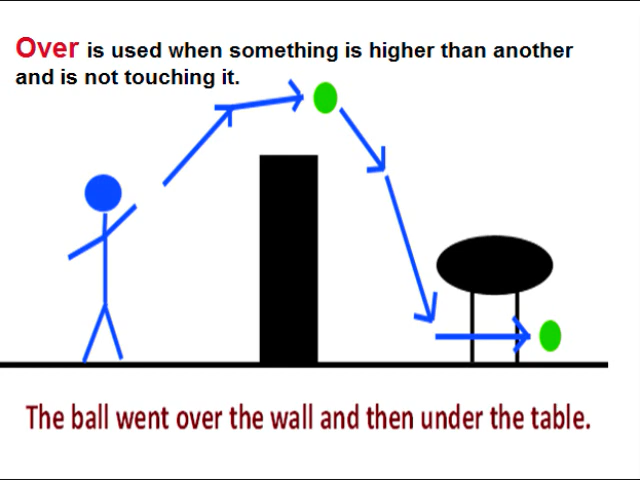 Over is used when something is higher than another
and is not touching it.
The ball went over the wall and then under the table.